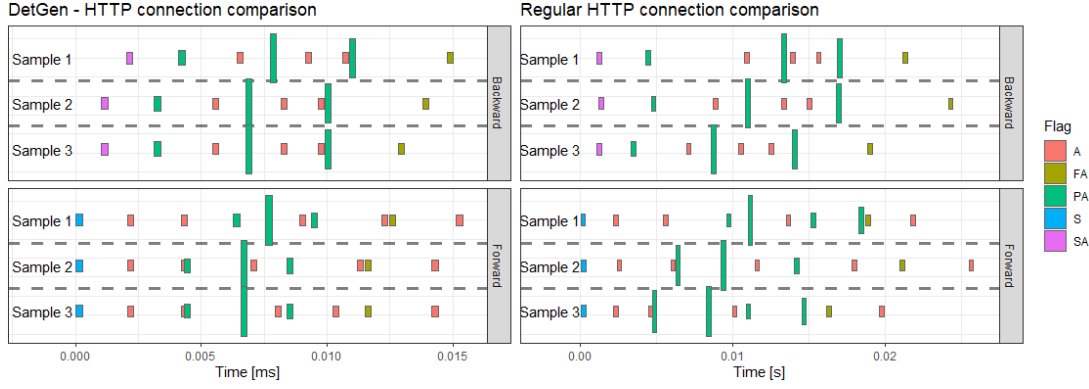 DetGen - HTTP connection comparison
Regular HTTP connection comparison
Sample 1
Sample 2
Sample 3
Backward
Sample 1
Sample 2
Sample 3
Backward
Sample 1
Sample 2
Sample 3
Forward
Sample 1
Sample 2
Sample 3
Forward
0.000 0.005 0.010 0.015
Time [ms]
0.00 0.01 0.02
Time [s]
Flag
A
FA
PA
S
SA